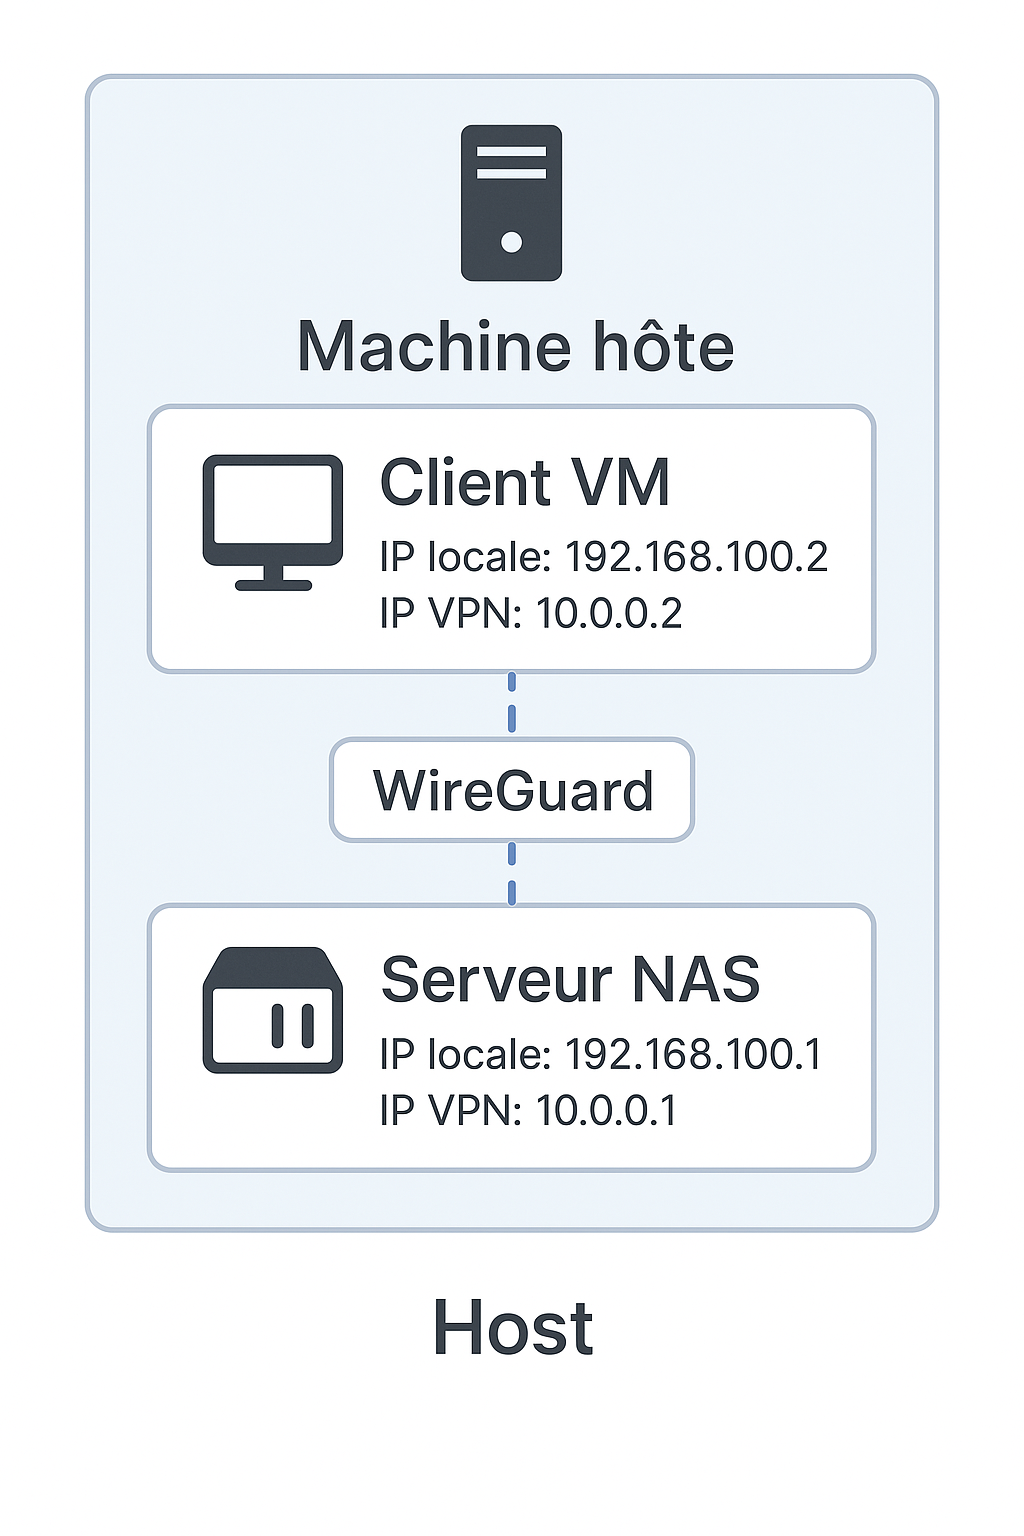 Machine hôte
Client VM
IP locale: 192.168.100.2
IP VPN: 10.0.0.2
WireGuard
Serveur NAS
IP locale: 192.168.100.1
IP VPN: 10.0.0.1
Host